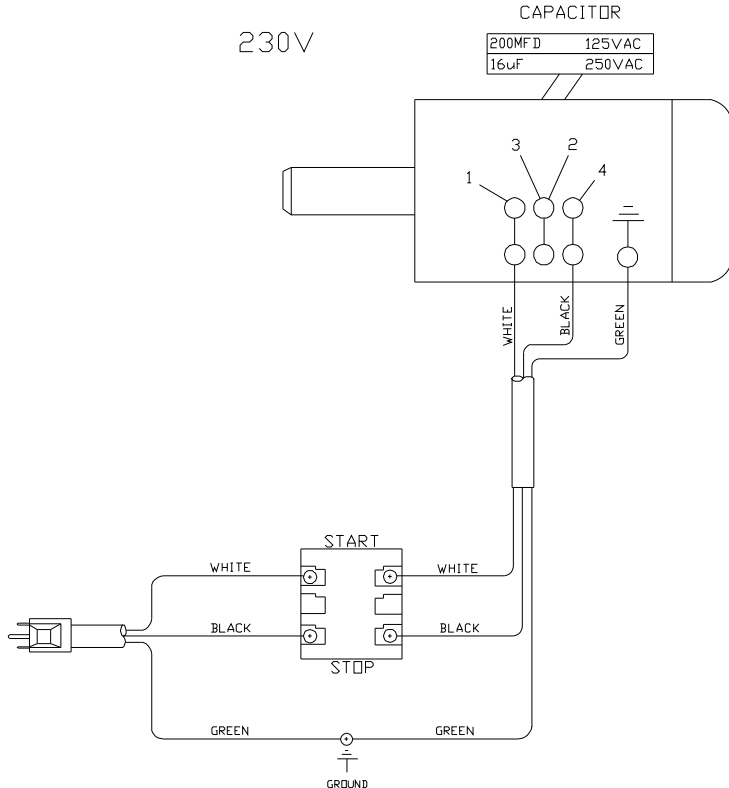 CAPACITOR
230V
200MFD 125VAC
16uF 250VAC
3 2
1 4
WHITE
BLACK
GREEN
START
WHITE WHITE
BLACK BLACK
STOP
GREEN GREEN
GROUND